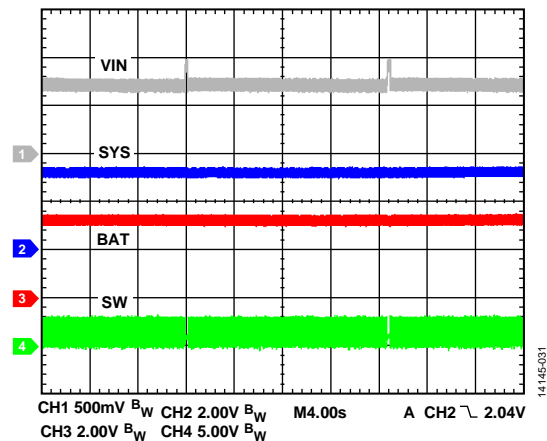 VIN
1
SYS
2
BAT
3
SW
4
CH1 500mV BW CH2 2.00V BW M4.00s A CH2 2.04V
CH3 2.00V BW CH4 5.00V BW
14145-031